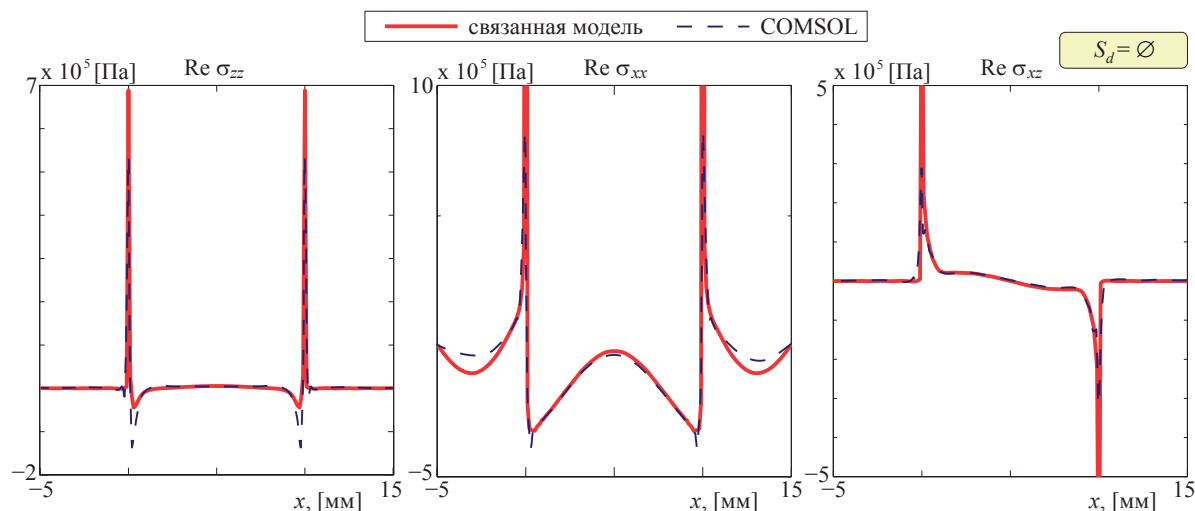 связанная модель COMSOL
S_d = ∅
x 10^5 [Па] Re σ_zz
7
-2
-5 15
x, [мм]
x 10^5 [Па] Re σ_xx
10
-5
-5 15
x, [мм]
x 10^5 [Па] Re σ_xz
5
-5
-5 15
x, [мм]